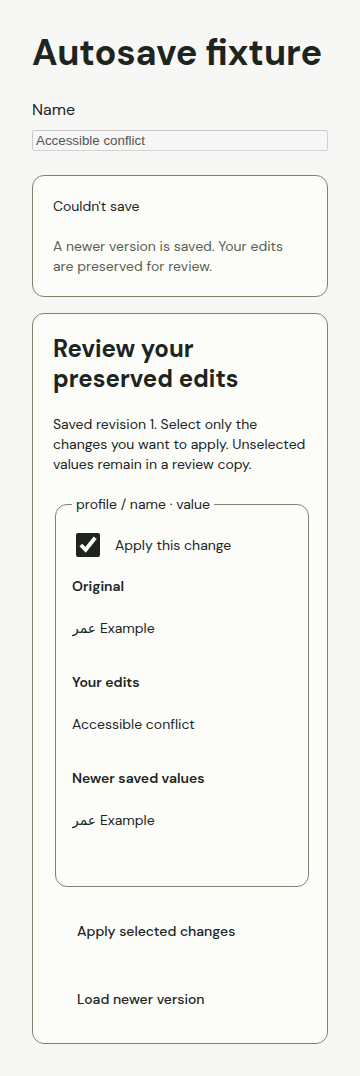 Autosave fixture
Name
Accessible conflict
Couldn't save
A newer version is saved. Your edits
are preserved for review.
Review your
preserved edits
Saved revision 1. Select only the
changes you want to apply. Unselected
values remain in a review copy.
profile / name · value
Apply this change
Original
عمر Example
Your edits
Accessible conflict
Newer saved values
عمر Example
Apply selected changes
Load newer version